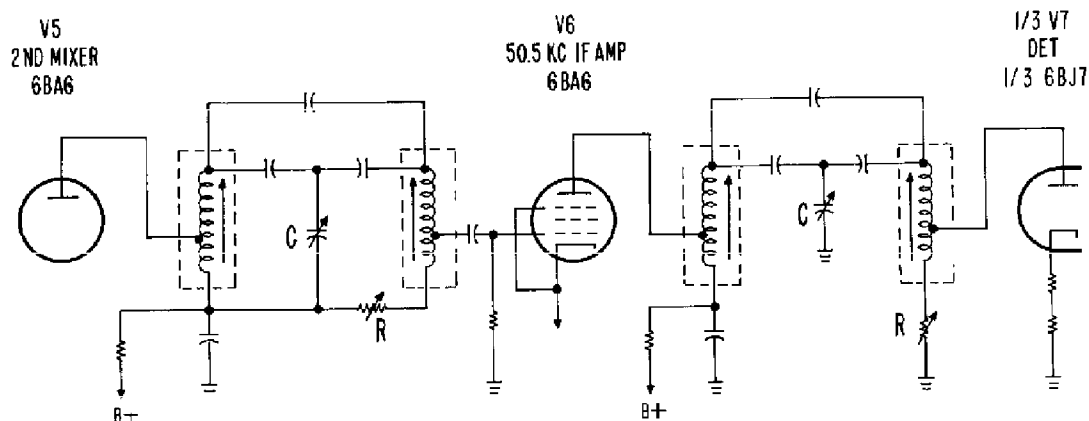 V5
2ND MIXER
6BA6
V6
50.5 KC IF AMP
6BA6
1/3 V7
DET
1/3 6BJ7
C
R
B+
C
R
B+